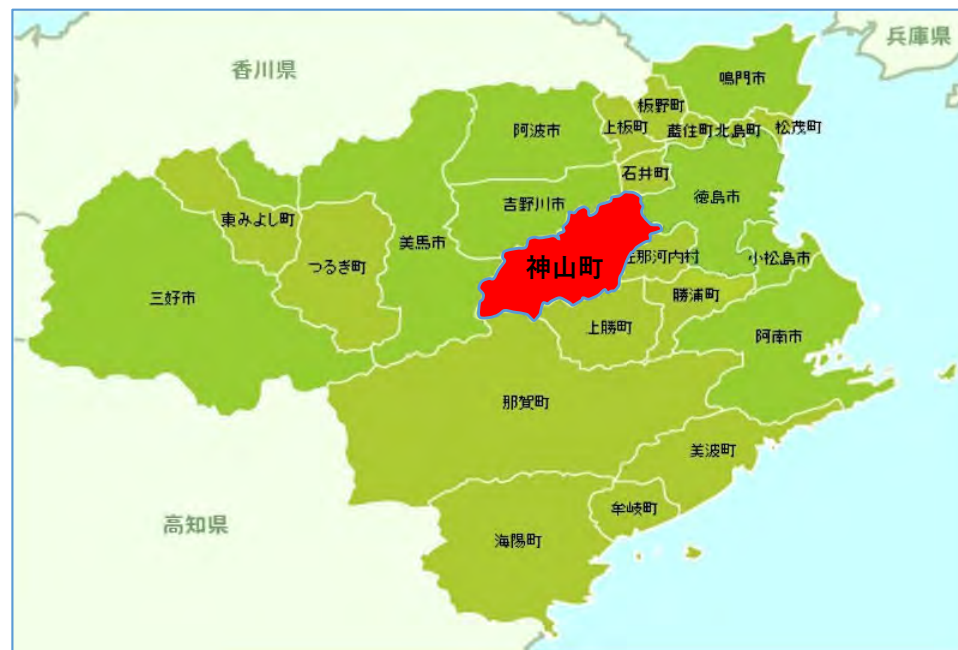 兵庫県
香川県
鳴門市
板野町
上板町
藍住町
北島町
松茂町
阿波市
石井町
徳島市
吉野川市
東みよし町
美馬市
つるぎ町
神山町
佐那河内村
小松島市
三好市
勝浦町
上勝町
阿南市
那賀町
美波町
牟岐町
高知県
海陽町